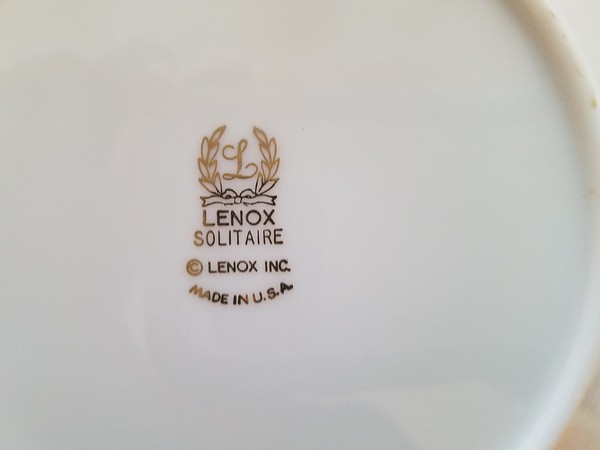 L
LENOX
SOLITAIRE
© LENOX INC.
MADE IN U.S.A.